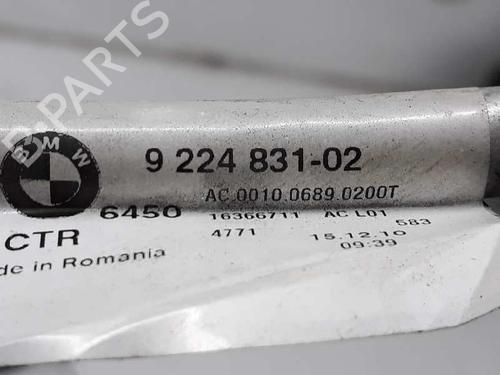 B-PARTS
BMW
9 224 831-02
AC.0010.0689.0200T
6450 16366711 AC L01
CTR 4771 15.12.10 583
de in Romania 09:39